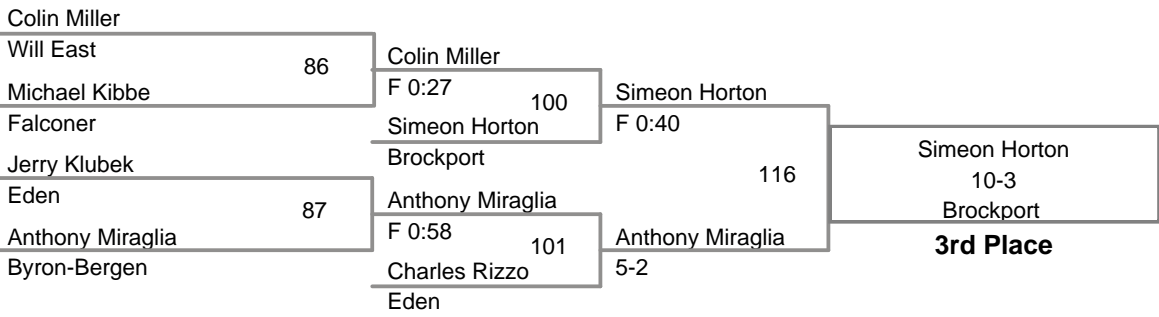 Colin Miller
Will East
86
Michael Kibbe
Falconer
Jerry Klubek
Eden
87
Anthony Miraglia
Byron-Bergen
Colin Miller
F 0:27
100
Simeon Horton
Brockport
Anthony Miraglia
F 0:58
101
Charles Rizzo
Eden
Simeon Horton
F 0:40
116
Anthony Miraglia
5-2
Simeon Horton
10-3
Brockport
3rd Place